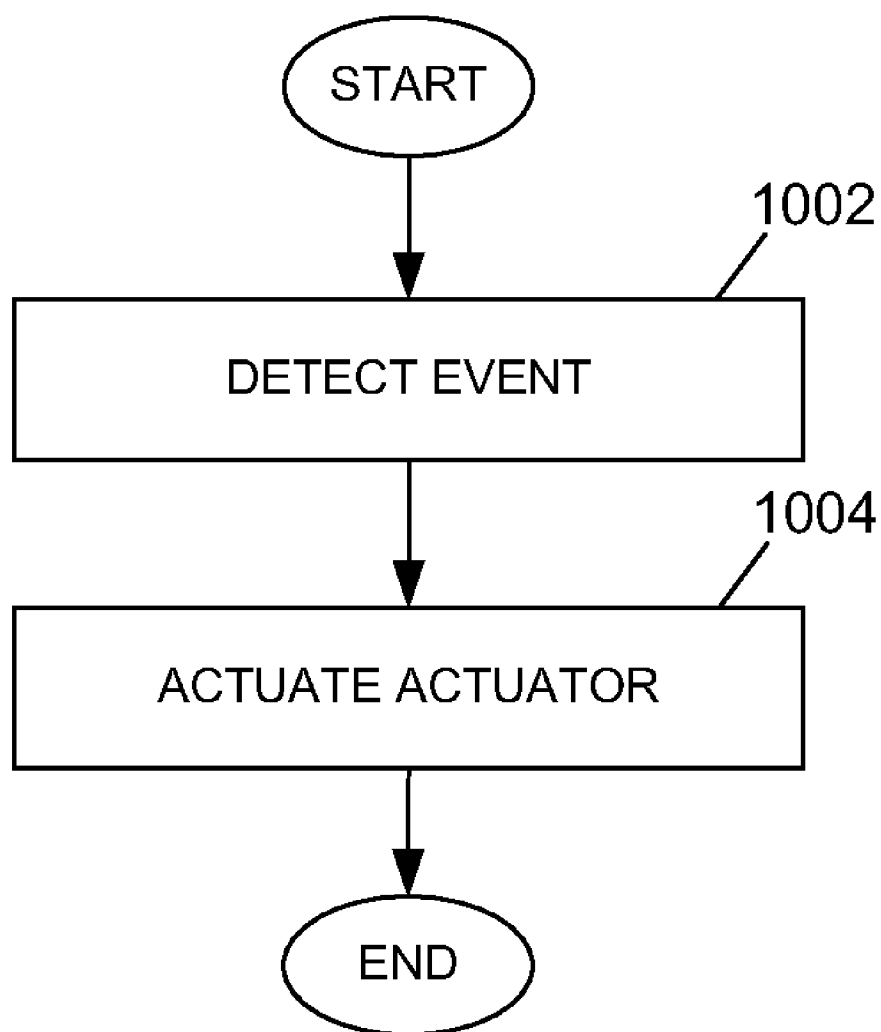 START
1002
DETECT EVENT
1004
ACTUATE ACTUATOR
END